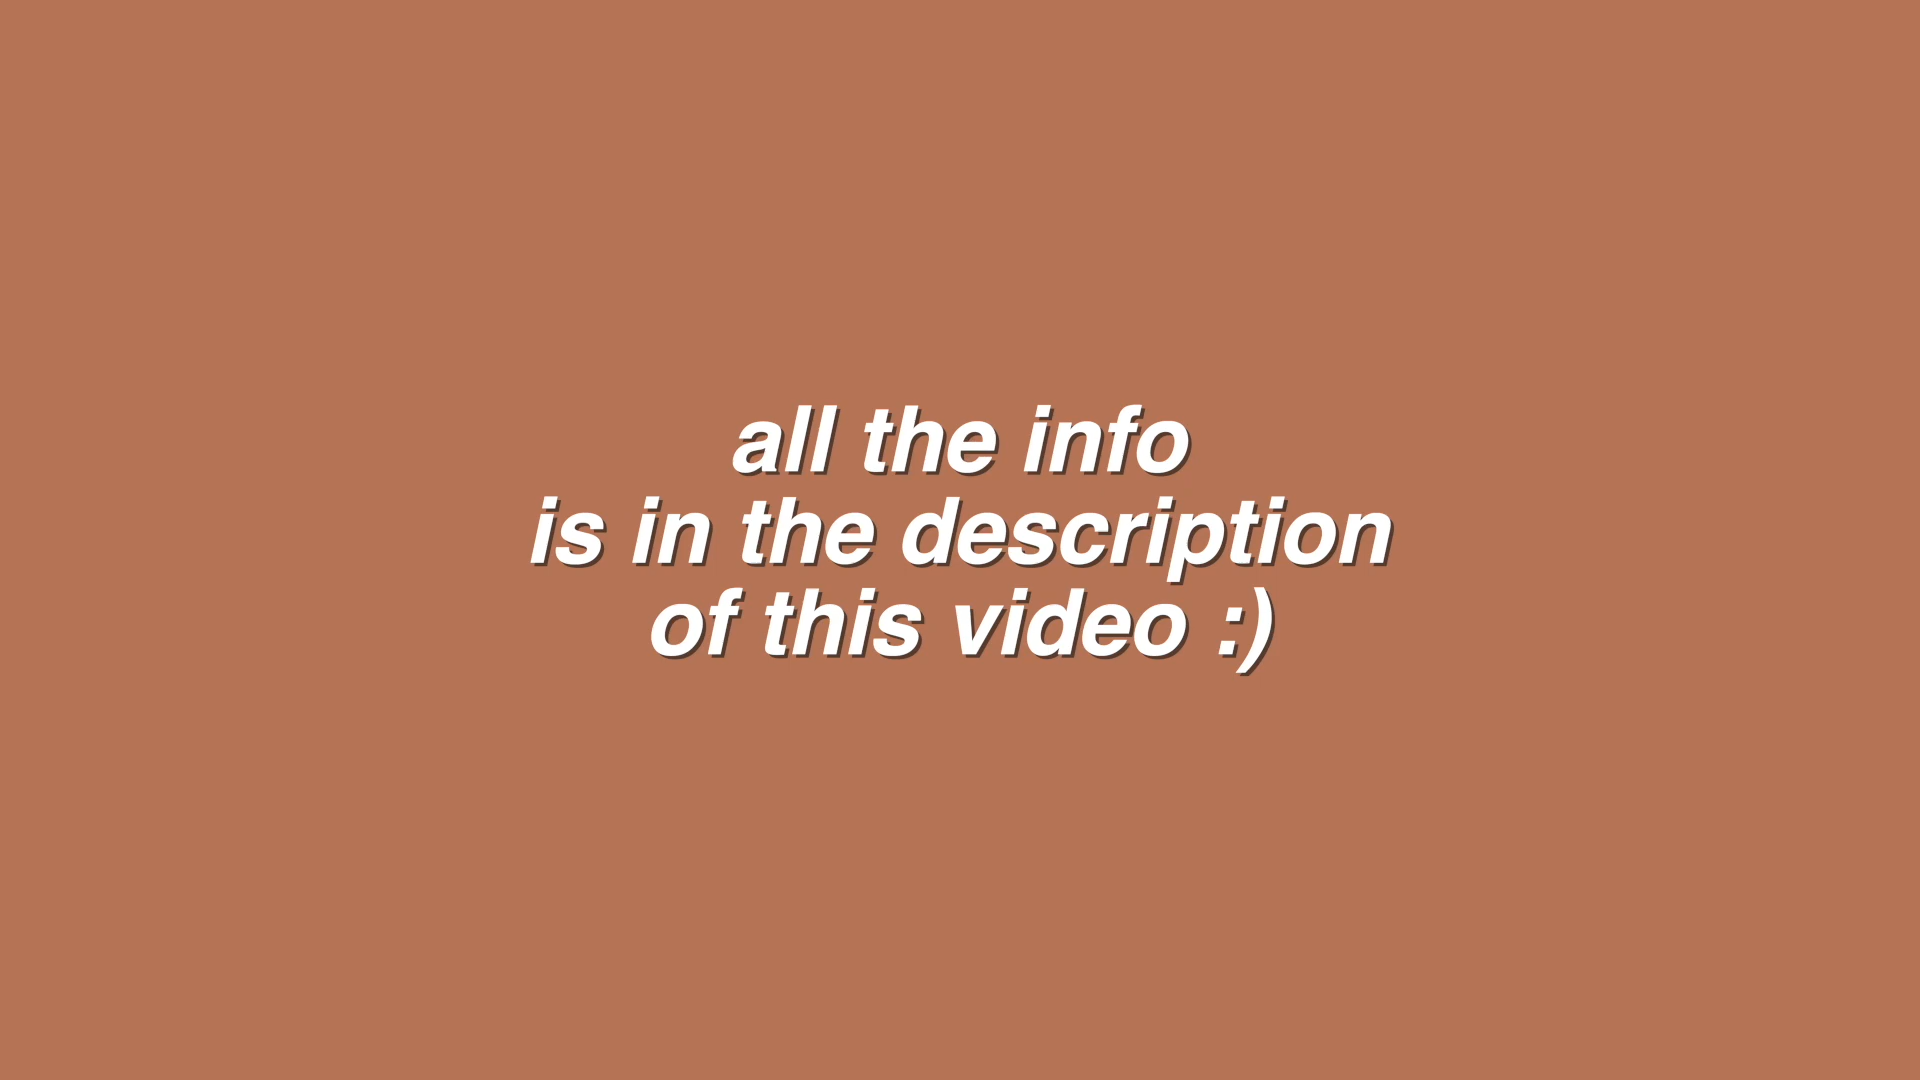 all the info
is in the description
of this video :)